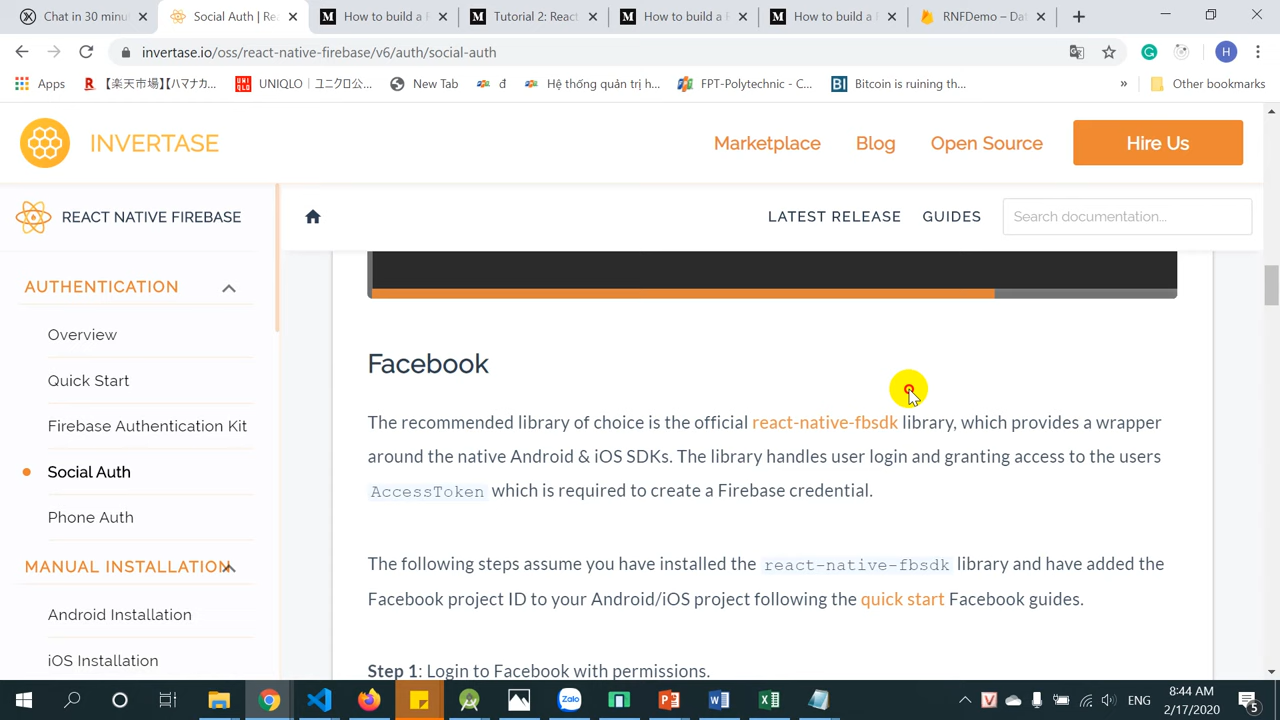 Chat in 30 minu
Social Auth | Re
How to build a F
Tutorial 2: Reac
How to build a F
How to build a F
RNFDemo – Da
invertase.io/oss/react-native-firebase/v6/auth/social-auth
H
Apps
【楽天市場】【ハマナカ...
UNIQLO | ユニクロ公...
New Tab
đ
Hệ thống quản trị h...
FPT-Polytechnic - C...
BI
Bitcoin is ruining th...
»
Other bookmarks
INVERTASE
Marketplace
Blog
Open Source
Hire Us
REACT NATIVE FIREBASE
LATEST RELEASE
GUIDES
Search documentation...
AUTHENTICATION
Overview
Quick Start
Firebase Authentication Kit
Social Auth
Phone Auth
MANUAL INSTALLATION
Android Installation
iOS Installation
Facebook
The recommended library of choice is the official react-native-fbsdk library, which provides a wrapper
around the native Android & iOS SDKs. The library handles user login and granting access to the users
AccessToken which is required to create a Firebase credential.
The following steps assume you have installed the react-native-fbsdk library and have added the
Facebook project ID to your Android/iOS project following the quick start Facebook guides.
Step 1: Login to Facebook with permissions.
Zalo
ENG
8:44 AM
2/17/2020
5